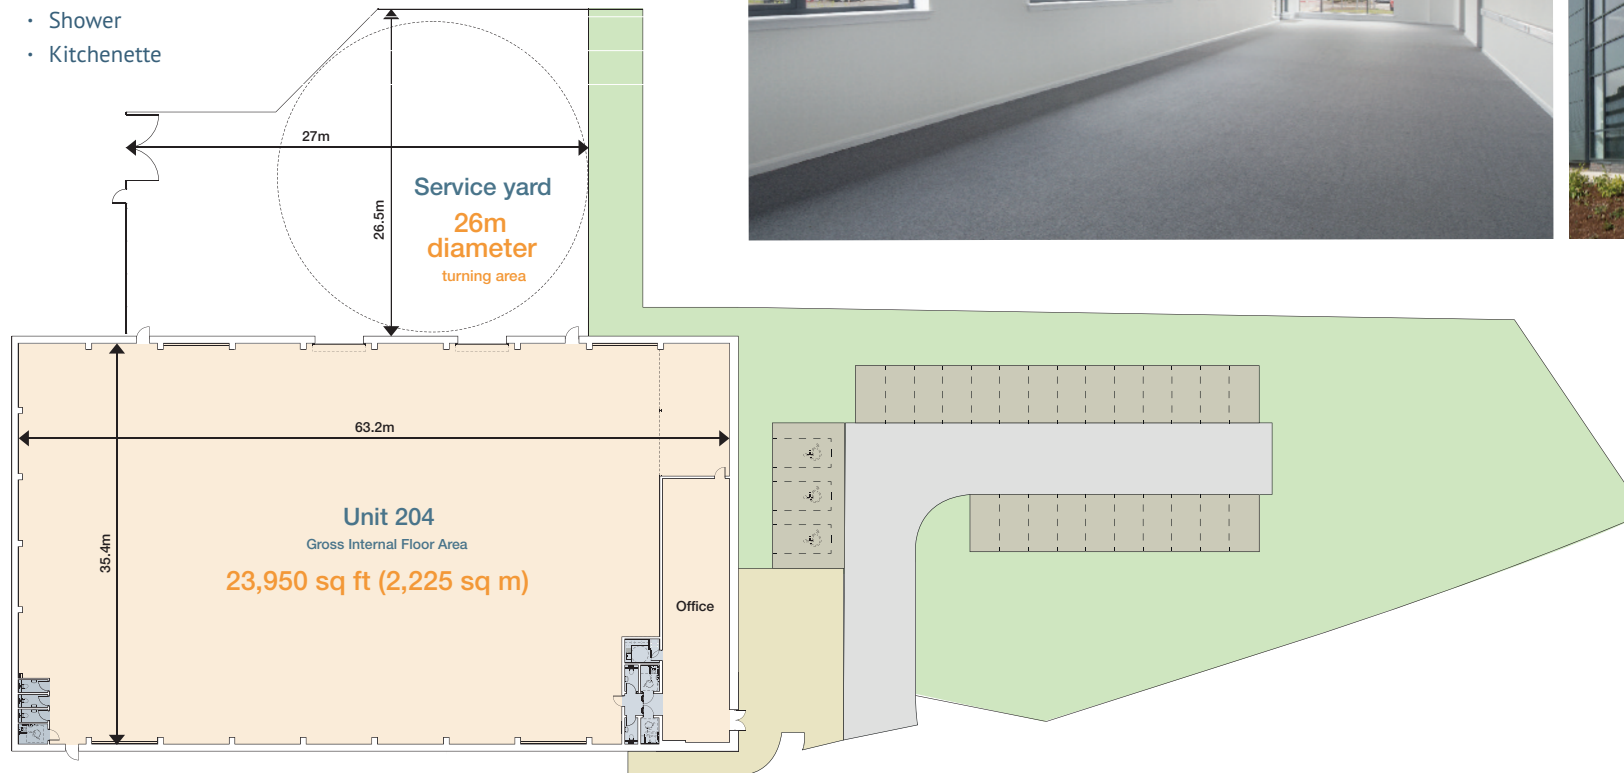 · Shower
· Kitchenette
27m
26.5m
Service yard
26m
diameter
turning area
63.2m
35.4m
Unit 204
Gross Internal Floor Area
23,950 sq ft (2,225 sq m)
Office